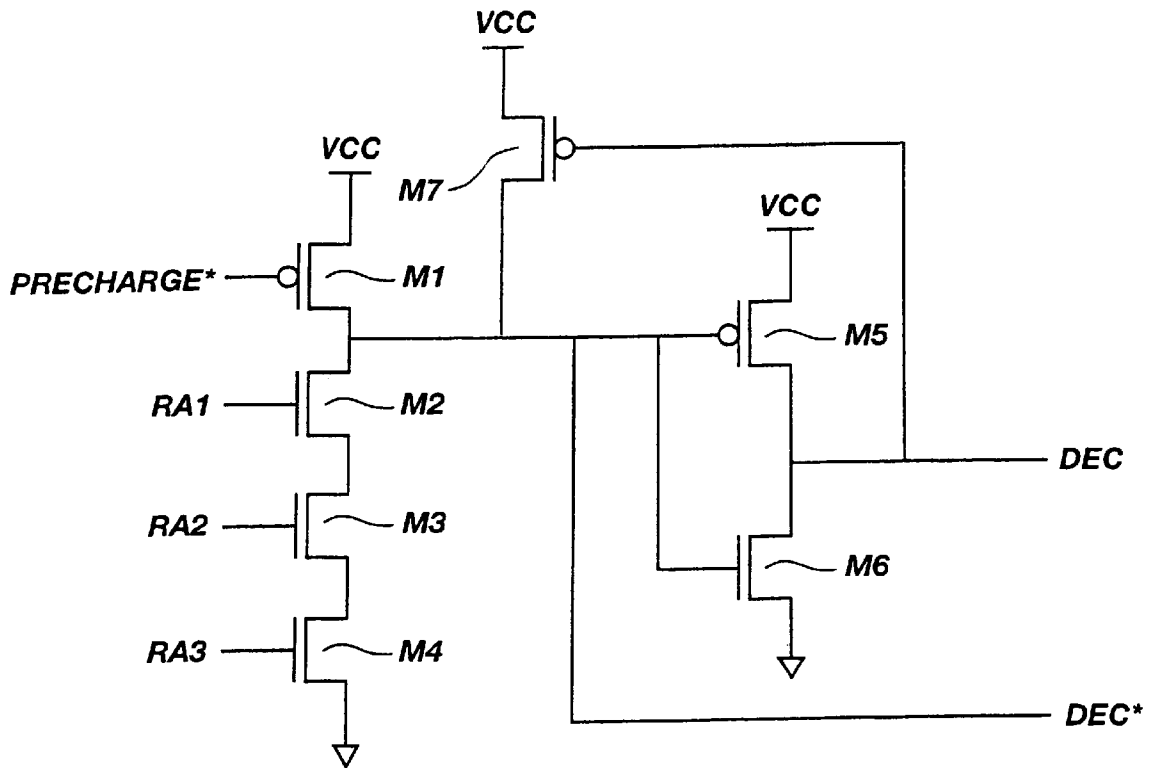 VCC
VCC
M7
VCC
PRECHARGE*
M1
M5
RA1
M2
DEC
RA2
M3
M6
RA3
M4
DEC*